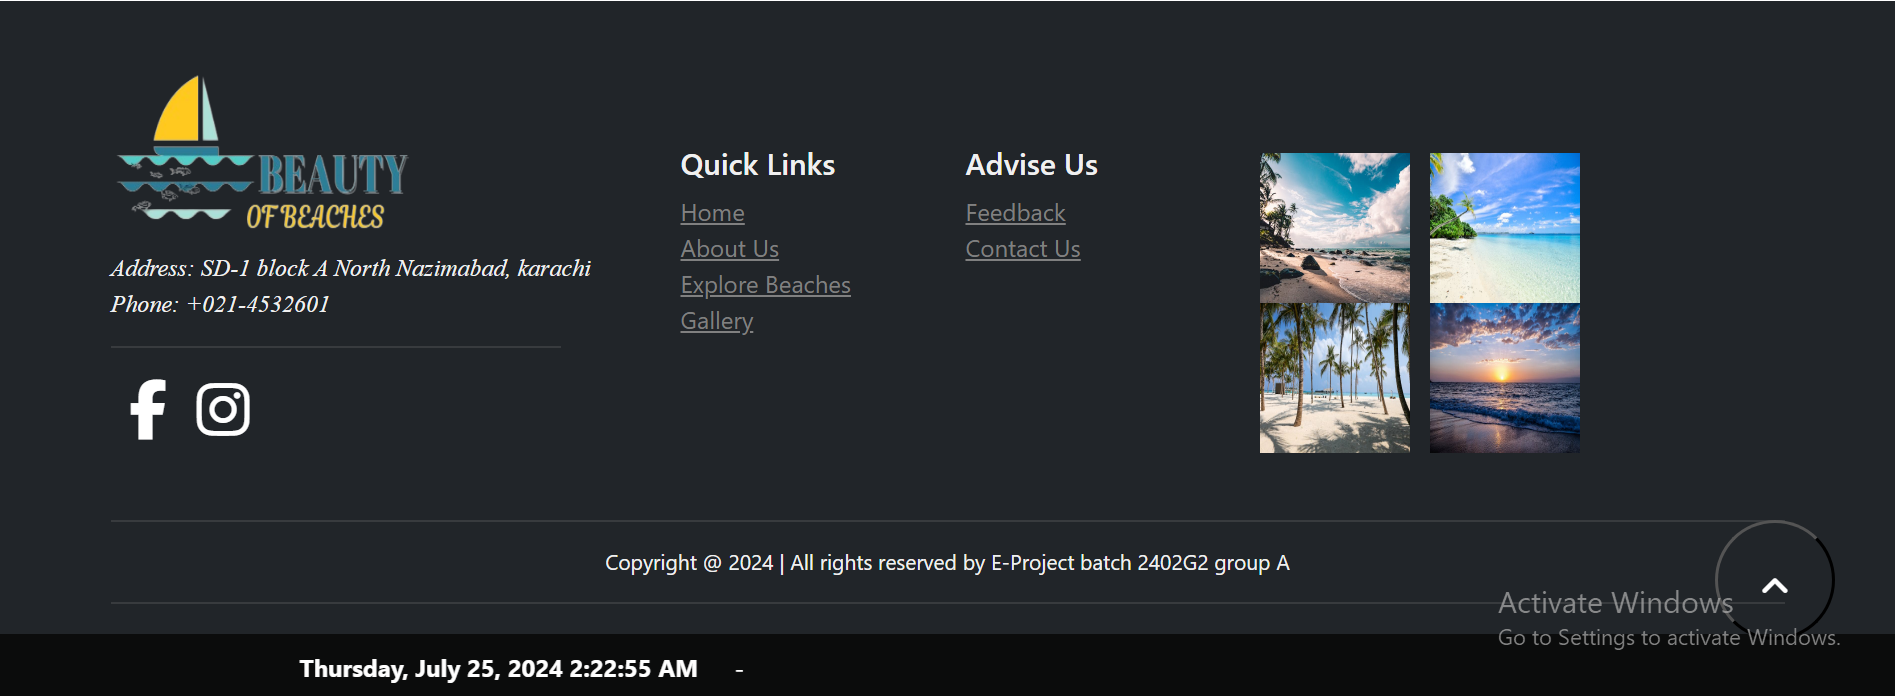 BEAUTY
OF BEACHES
Address: SD-1 block A North Nazimabad, karachi
Phone: +021-4532601
Quick Links
Home
About Us
Explore Beaches
Gallery
Advise Us
Feedback
Contact Us
Copyright @ 2024 | All rights reserved by E-Project batch 2402G2 group A
Activate Windows
Go to Settings to activate Windows.
Thursday, July 25, 2024 2:22:55 AM -